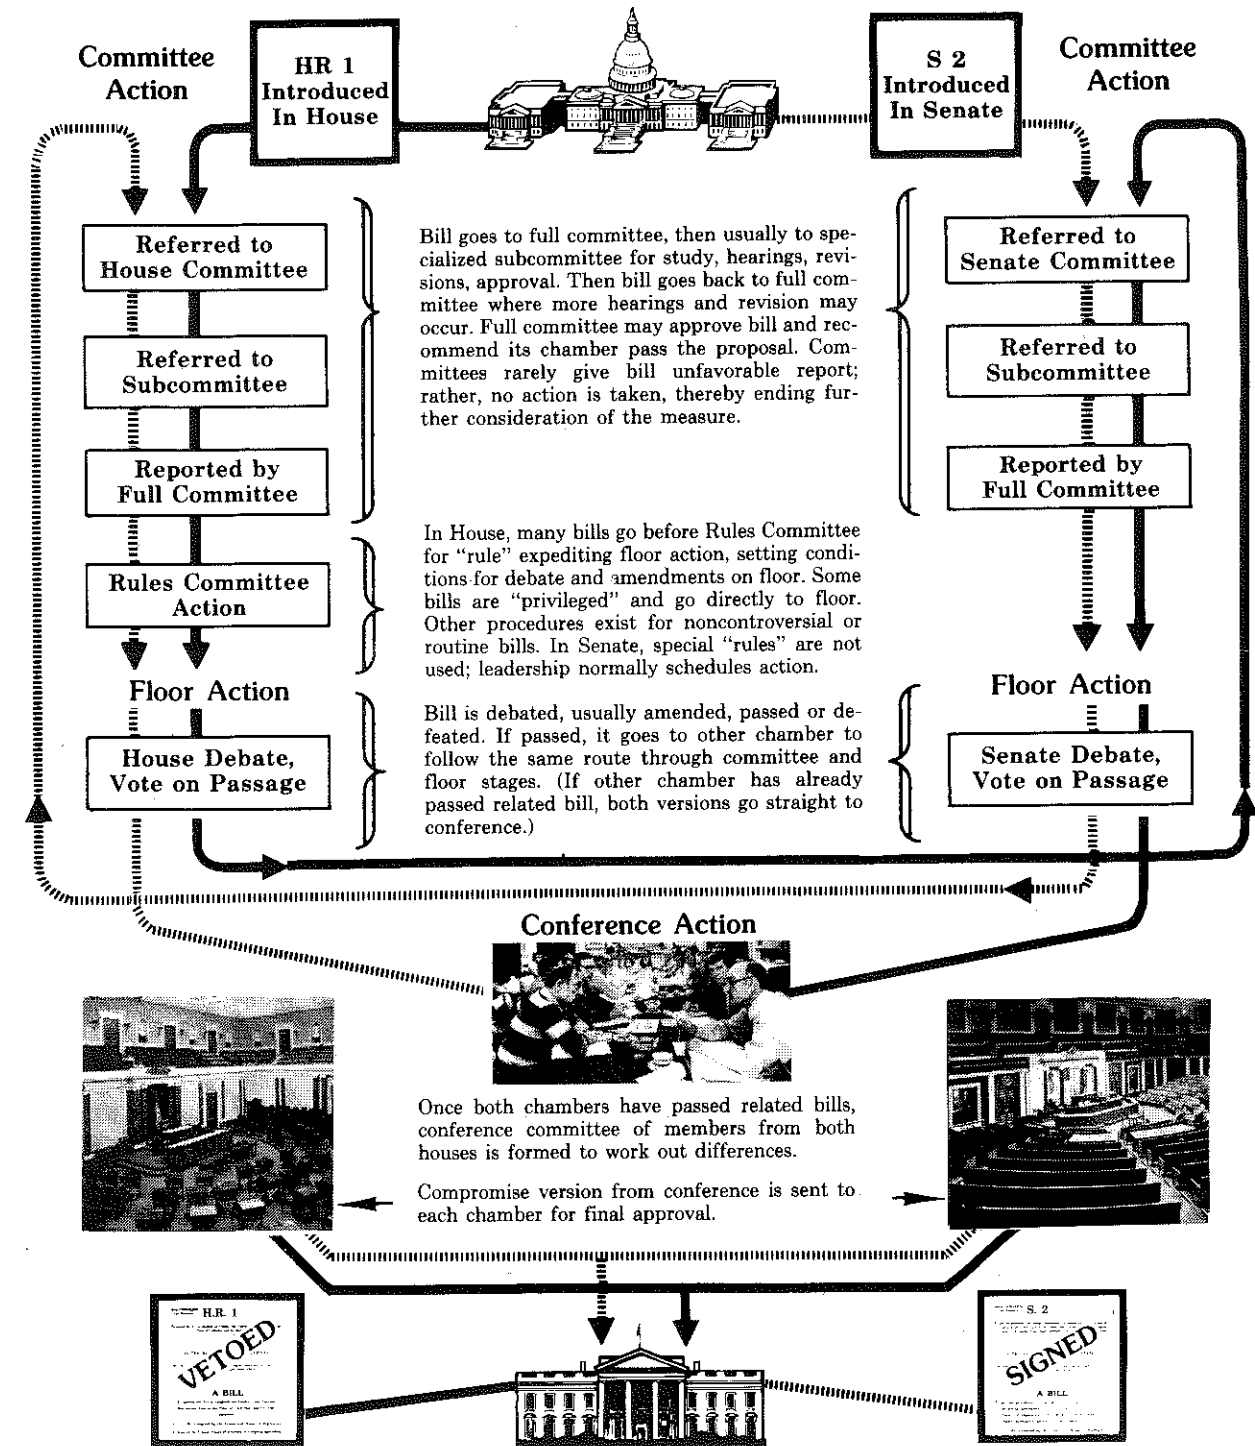 Committee
Action
HR 1
Introduced
In House
S 2
Introduced
In Senate
Committee
Action
Referred to
House Committee
Referred to
Subcommittee
Reported by
Full Committee
Rules Committee
Action
Floor Action
House Debate,
Vote on Passage
Bill goes to full committee, then usually to spe-
cialized subcommittee for study, hearings, revi-
sions, approval. Then bill goes back to full com-
mittee where more hearings and revision may
occur. Full committee may approve bill and rec-
ommend its chamber pass the proposal. Com-
mittees rarely give bill unfavorable report;
rather, no action is taken, thereby ending fur-
ther consideration of the measure.
In House, many bills go before Rules Committee
for “rule” expediting floor action, setting condi-
tions for debate and amendments on floor. Some
bills are “privileged” and go directly to floor.
Other procedures exist for noncontroversial or
routine bills. In Senate, special “rules” are not
used; leadership normally schedules action.
Bill is debated, usually amended, passed or de-
feated. If passed, it goes to other chamber to
follow the same route through committee and
floor stages. (If other chamber has already
passed related bill, both versions go straight to
conference.)
Referred to
Senate Committee
Referred to
Subcommittee
Reported by
Full Committee
Floor Action
Senate Debate,
Vote on Passage
Conference Action
Once both chambers have passed related bills,
conference committee of members from both
houses is formed to work out differences.
Compromise version from conference is sent to
each chamber for final approval.
H.R. 1
VETOED
A BILL
S. 2
SIGNED
A BILL